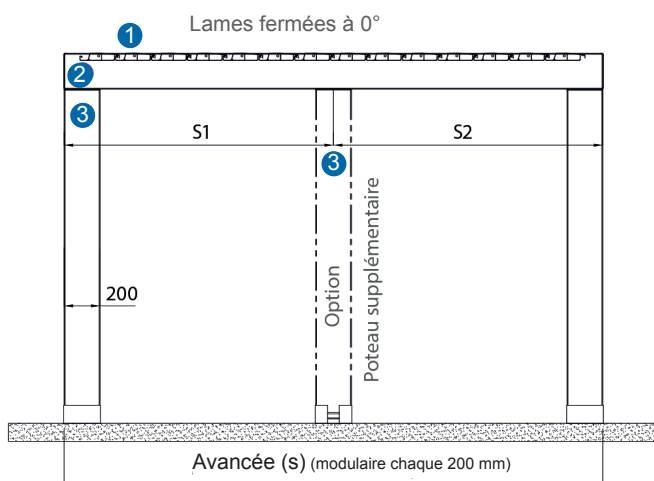 Lames fermées à 0°
1
2
3
S1
S2
3
200
Option
Poteau supplémentaire
Avancée (s) (modulaire chaque 200 mm)